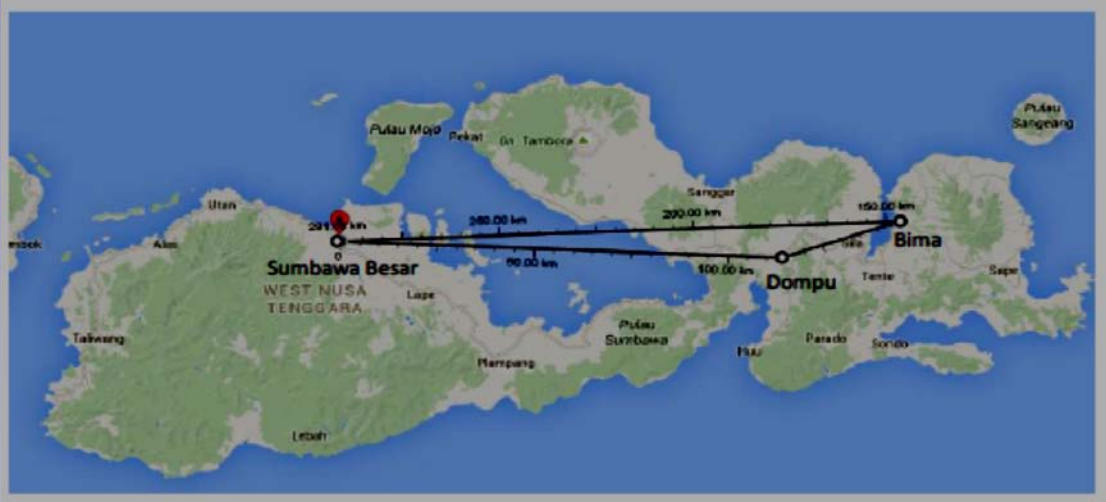 Pulau
Sangeang
Pulau Mojo
Pekat
Gn. Tambora
Sanggar
Utan
150.00 km
200.00 km
250.00 km
Bima
Alas
Sila
50.00 km
100.00 km
0
Sumbawa Besar
Dompu
Tente
Sape
WEST NUSA
TENGGARA
Lape
Pulau
Sumbawa
Taliwang
Parado
Sondo
Huu
Plampang
Lebah